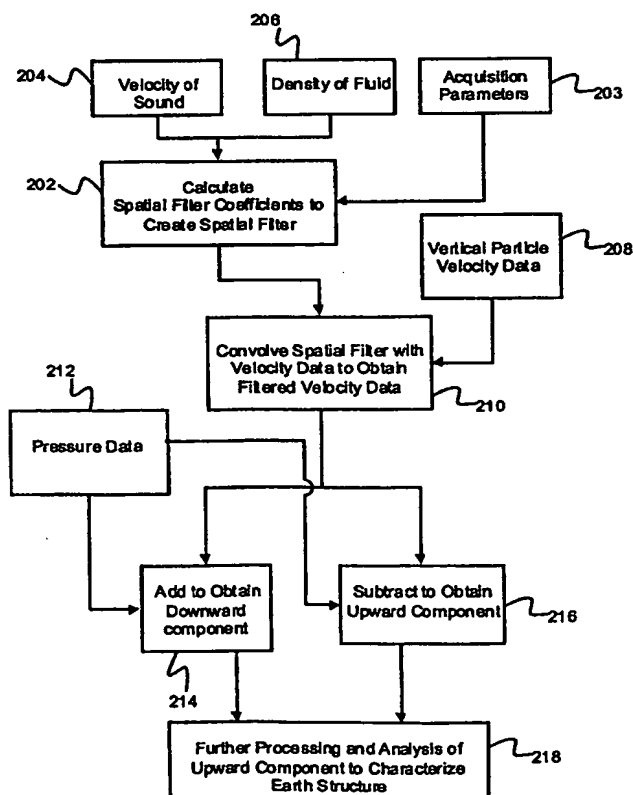 206
204
Velocity of
Sound
Density of Fluid
Acquisition
Parameters
203
202
Calculate
Spatial Filter Coefficients to
Create Spatial Filter
Vertical Particle
Velocity Data
208
Convolve Spatial Filter with
Velocity Data to Obtain
Filtered Velocity Data
210
212
Pressure Data
Add to Obtain
Downward
component
214
Subtract to Obtain
Upward Component
216
Further Processing and Analysis of
Upward Component to Characterize
Earth Structure
218